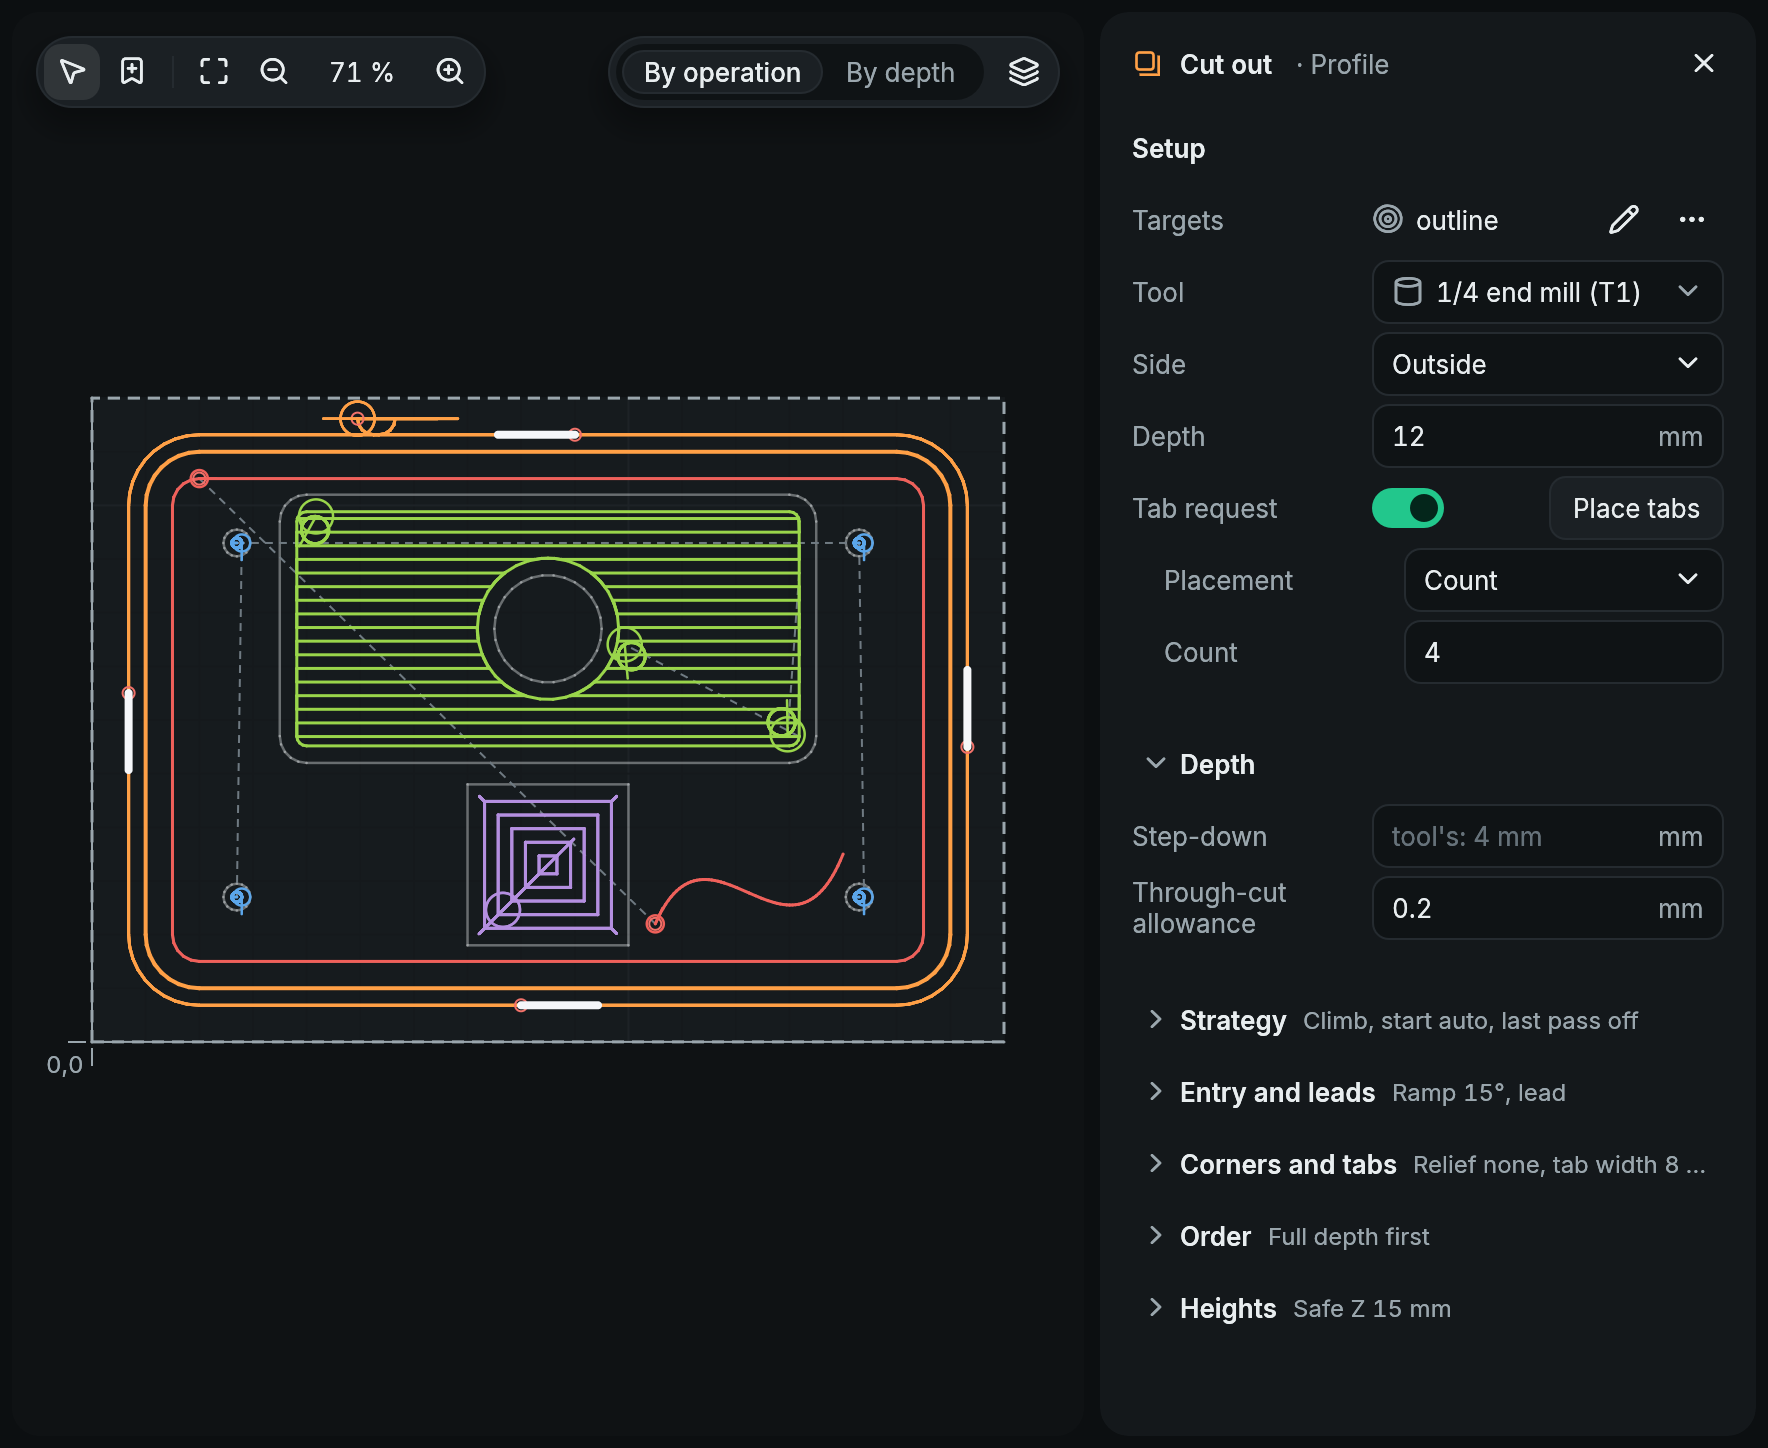 71 %
By operation
By depth
0,0
Cut out · Profile
Setup
Targets
outline
Tool
1/4 end mill (T1)
Side
Outside
Depth
12 mm
Tab request
Place tabs
Placement
Count
Count
4
Depth
Step-down
tool's: 4 mm mm
Through-cut
allowance
0.2 mm
Strategy Climb, start auto, last pass off
Entry and leads Ramp 15°, lead
Corners and tabs Relief none, tab width 8 ...
Order Full depth first
Heights Safe Z 15 mm